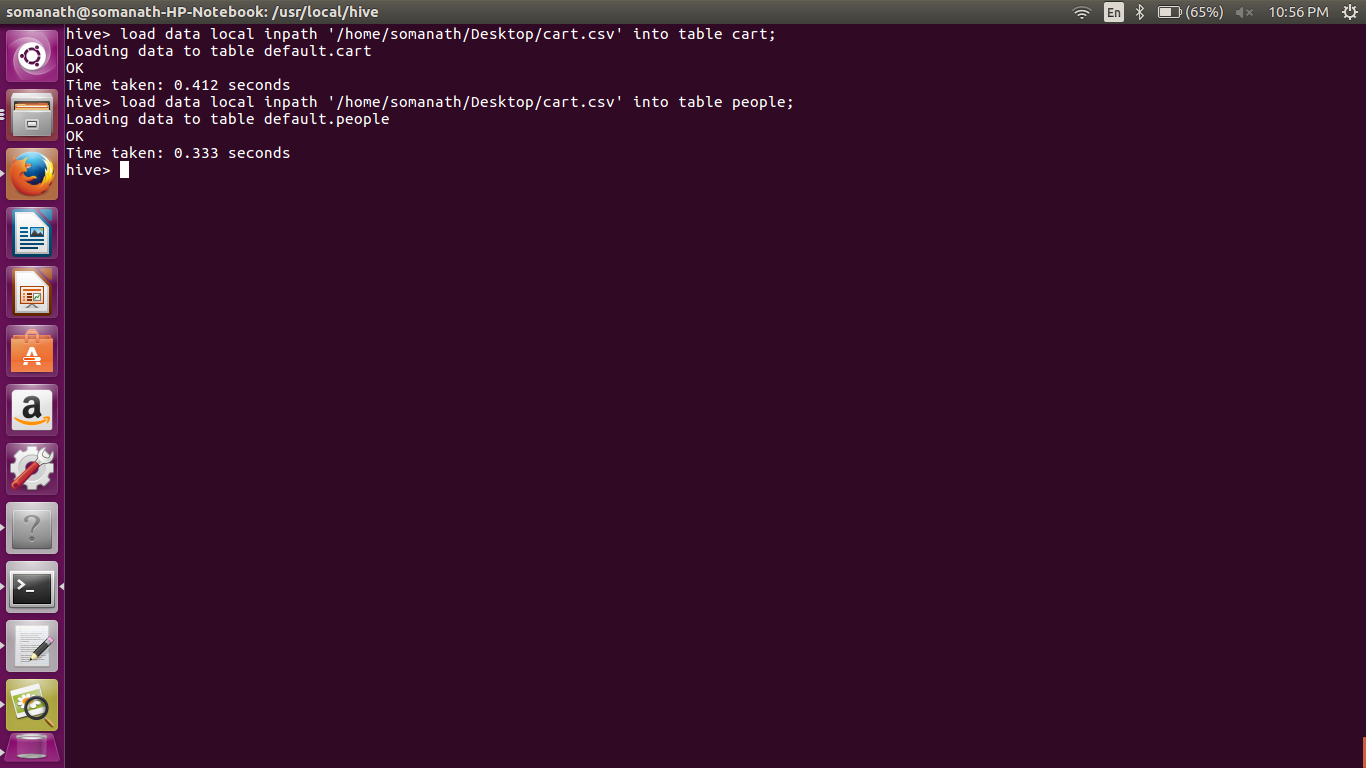 somanath@somanath-HP-Notebook: /usr/local/hive
En
(65%)
10:56 PM
hive> load data local inpath '/home/somanath/Desktop/cart.csv' into table cart;
Loading data to table default.cart
OK
Time taken: 0.412 seconds
hive> load data local inpath '/home/somanath/Desktop/cart.csv' into table people;
Loading data to table default.people
OK
Time taken: 0.333 seconds
hive>
A
a
?
>_